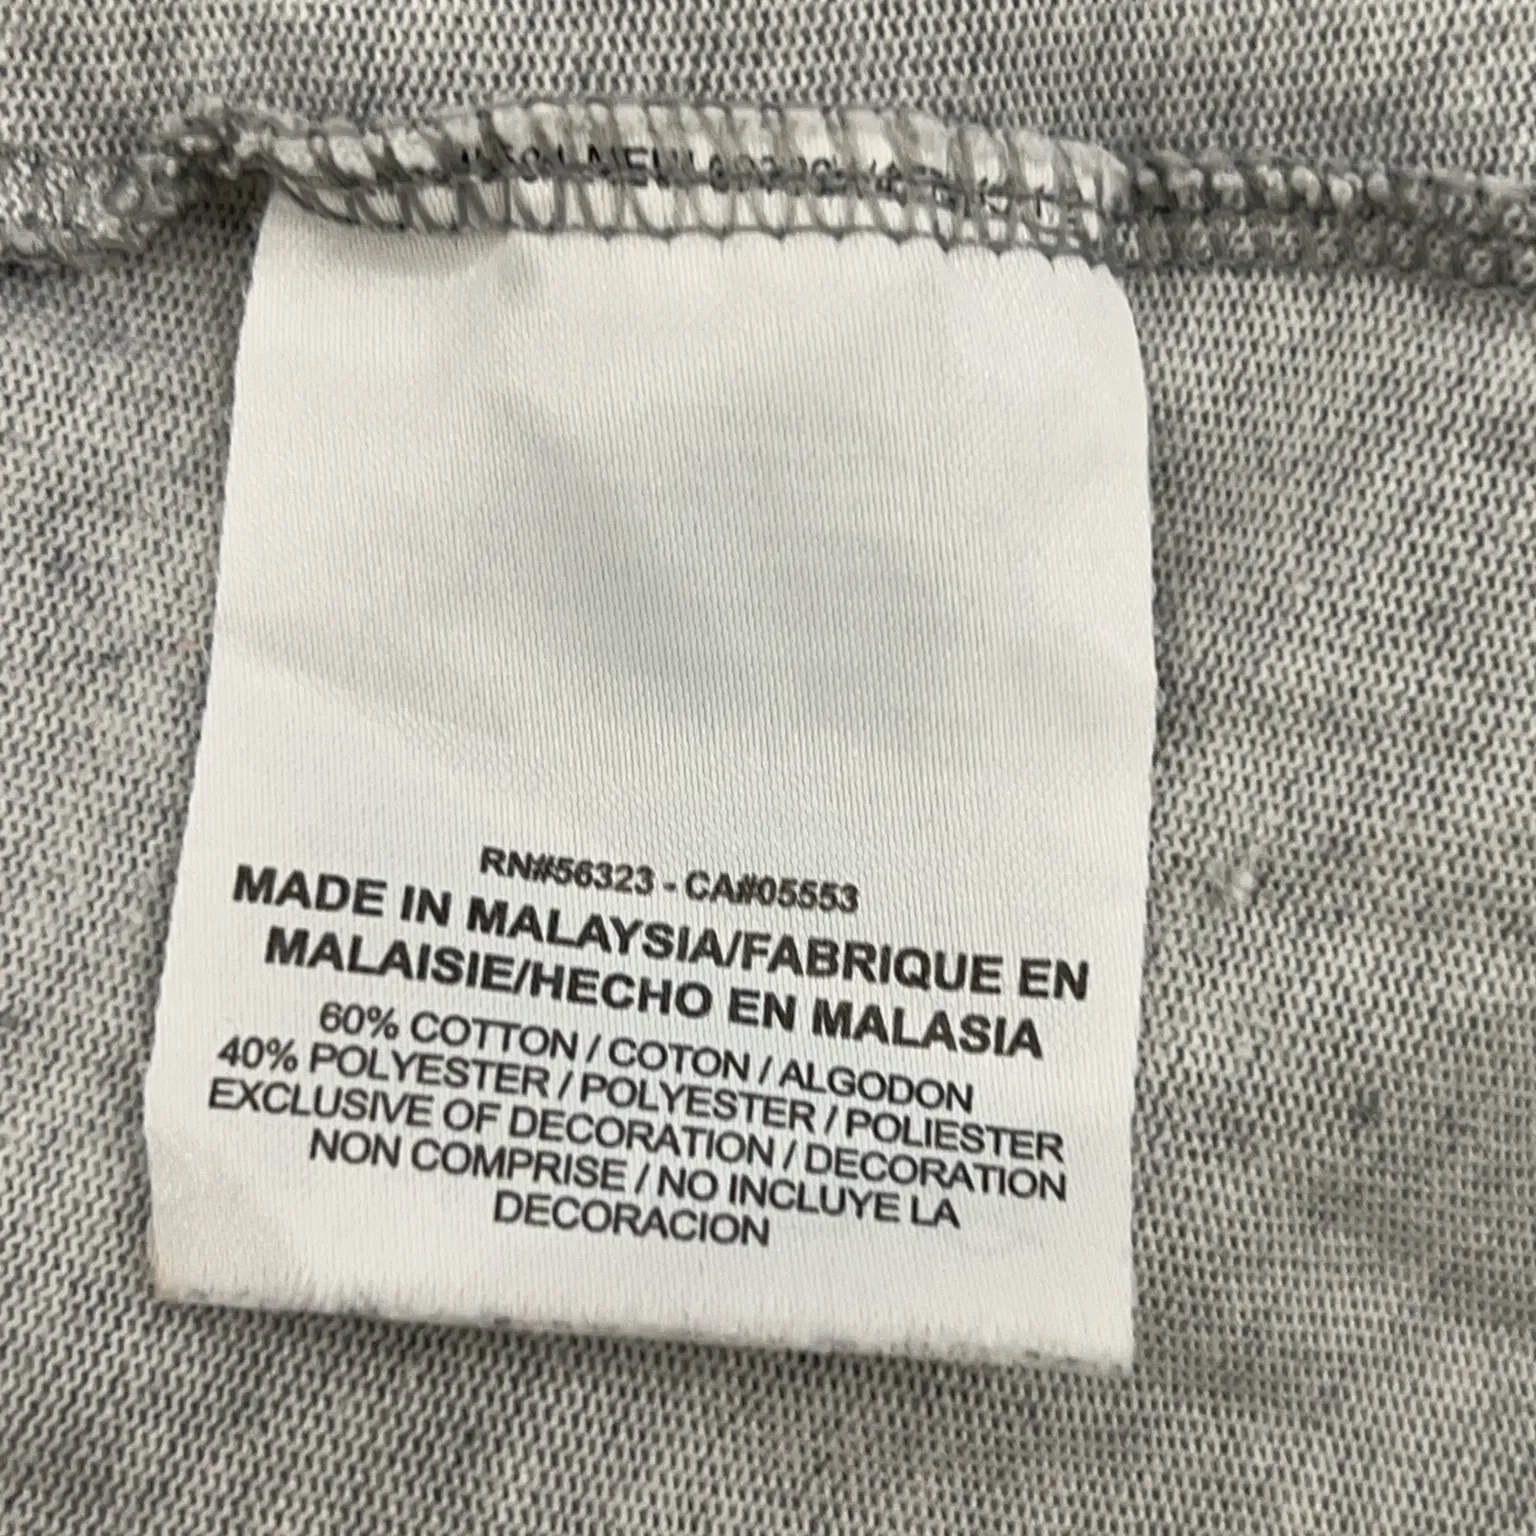 RN#56323 - CA#05553
MADE IN MALAYSIA/FABRIQUE EN
MALAISIE/HECHO EN MALASIA
60% COTTON / COTON / ALGODON
40% POLYESTER / POLYESTER / POLIESTER
EXCLUSIVE OF DECORATION / DECORATION
NON COMPRISE / NO INCLUYE LA
DECORACION